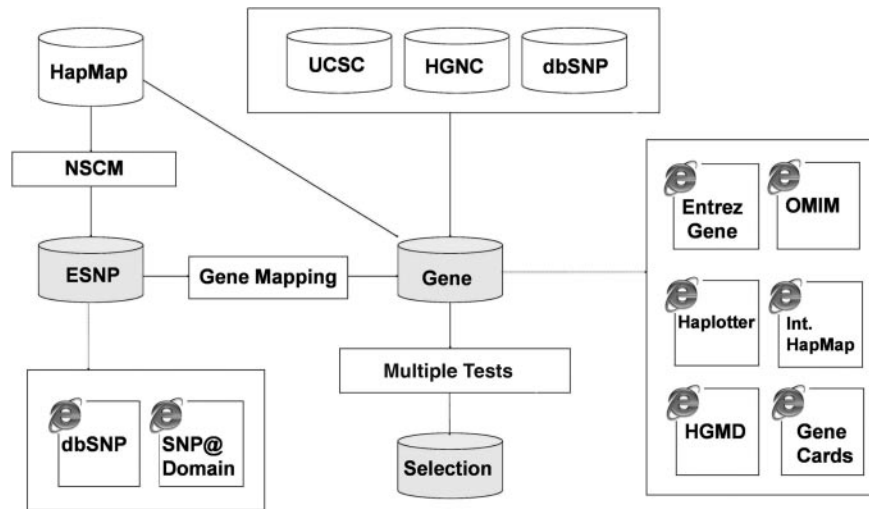 HapMap
UCSC
HGNC
dbSNP
NSCM
ESNP
Gene Mapping
Gene
Multiple Tests
Selection
dbSNP
SNP@
Domain
Entrez
Gene
OMIM
Haplotter
Int.
HapMap
HGMD
Gene
Cards